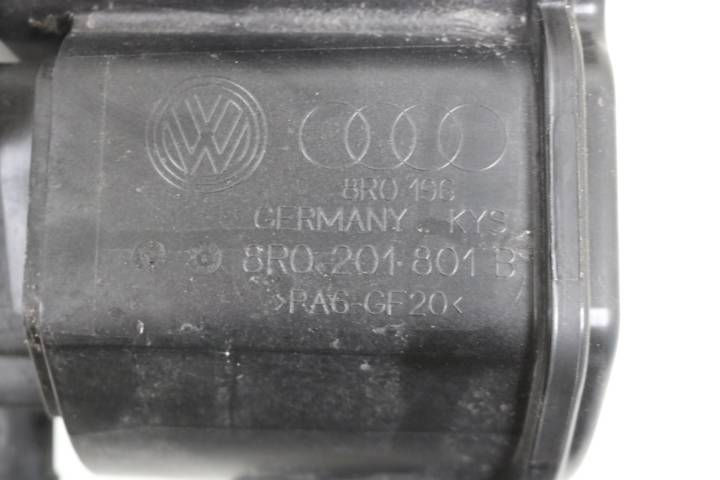 8R0 196
GERMANY KYS
8R0 201 801 B
>PA6-GF20<